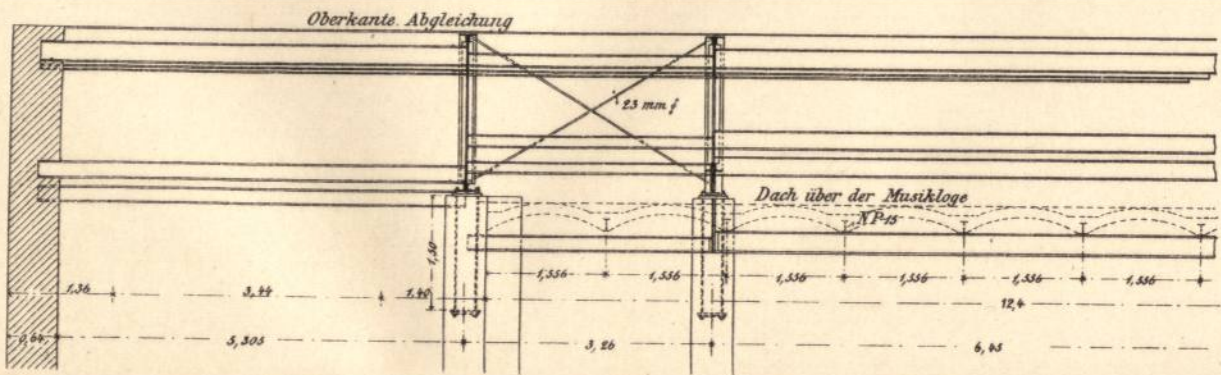 Oberkante. Abgleichung
23 mm
Dach über der Musikloge
NP 15
1,50
1,556 1,556 1,556 1,556 1,556 1,556
1,36 3,44 1,40 12,4
0,64 5,305 3,26 6,45